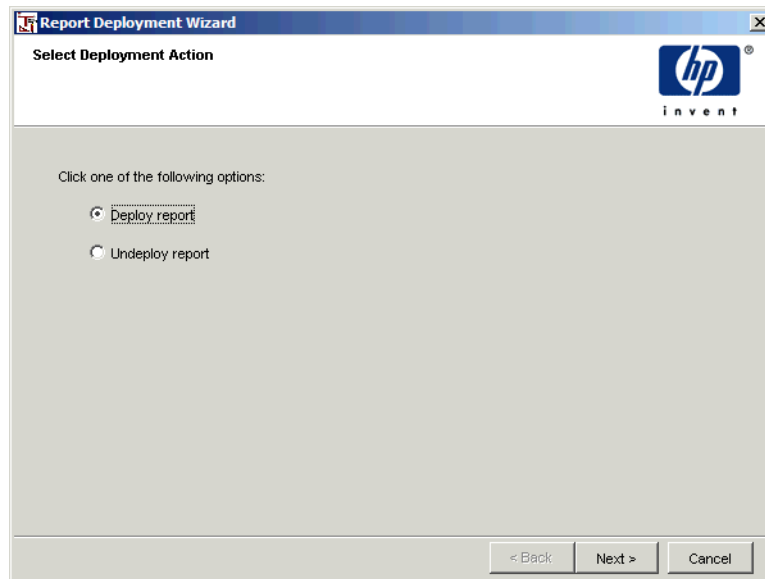 Report Deployment Wizard
Select Deployment Action
hp ®
invent
Click one of the following options:
Deploy report
Undeploy report
< Back Next > Cancel